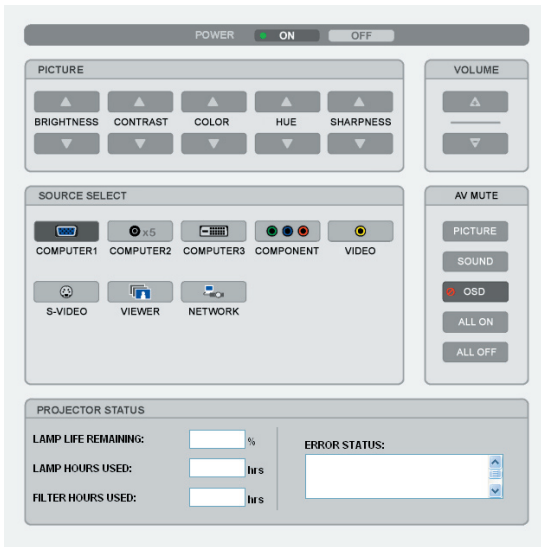 POWER ON OFF
PICTURE
BRIGHTNESS CONTRAST COLOR HUE SHARPNESS
VOLUME
SOURCE SELECT
x5
COMPUTER1 COMPUTER2 COMPUTER3 COMPONENT VIDEO
S-VIDEO VIEWER NETWORK
AV MUTE
PICTURE
SOUND
OSD
ALL ON
ALL OFF
PROJECTOR STATUS
LAMP LIFE REMAINING: %
LAMP HOURS USED: hrs
FILTER HOURS USED: hrs
ERROR STATUS: